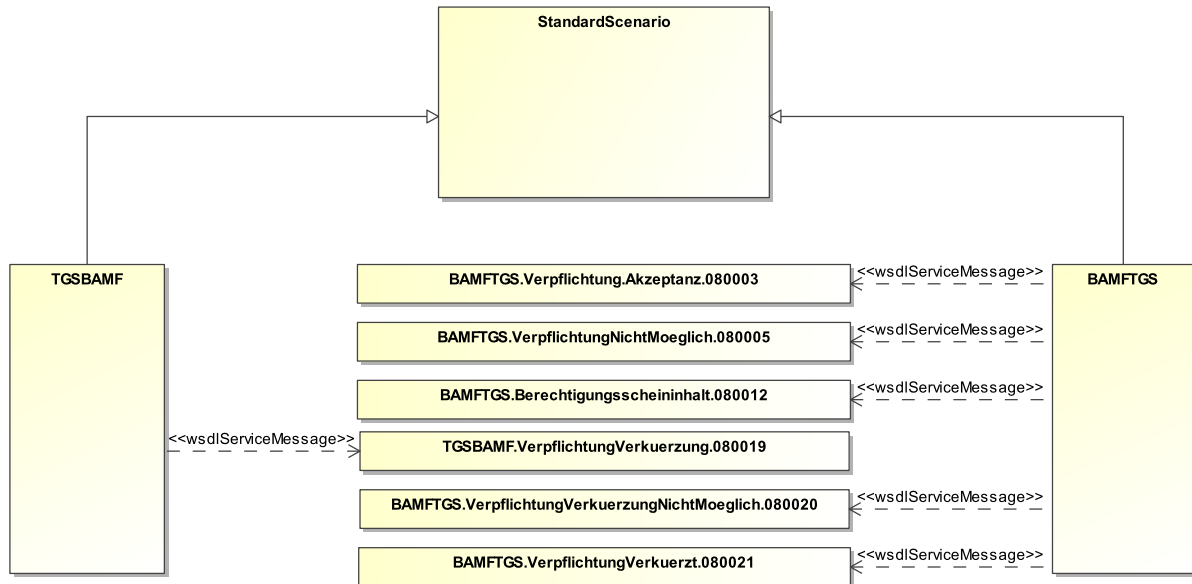 StandardScenario
TGSBAMF
BAMFTGS.Verpflichtung.Akzeptanz.080003
<<wsdlServiceMessage>>
BAMFTGS
BAMFTGS.VerpflichtungNichtMoeglich.080005
<<wsdlServiceMessage>>
BAMFTGS.Berechtigungsscheininhalt.080012
<<wsdlServiceMessage>>
<<wsdlServiceMessage>>
TGSBAMF.VerpflichtungVerkuerzung.080019
BAMFTGS.VerpflichtungVerkuerzungNichtMoeglich.080020
<<wsdlServiceMessage>>
BAMFTGS.VerpflichtungVerkuerzt.080021
<<wsdlServiceMessage>>